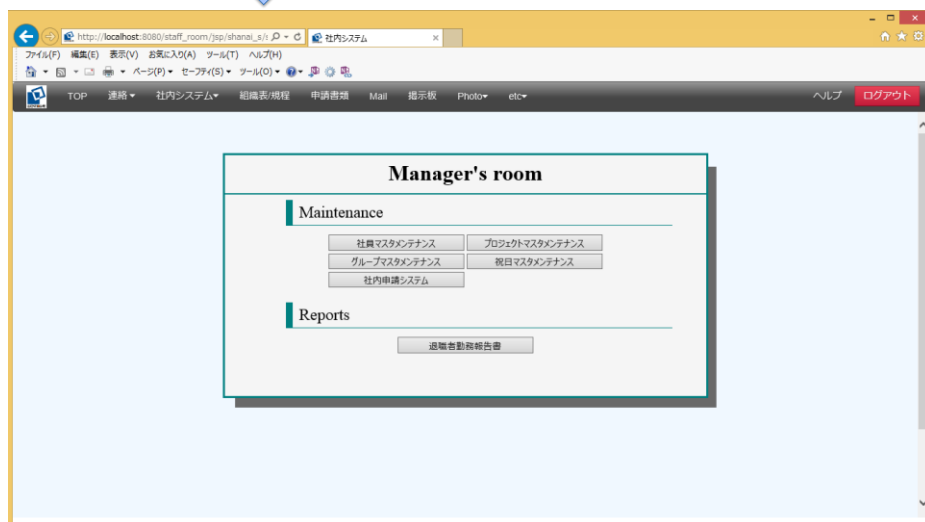 http://localhost:8080/staff_room/jsp/shanai_s/r
社内システム
ファイル(F) 編集(E) 表示(V) お気に入り(A) ツール(T) ヘルプ(H)
ページ(P) セーフティ(S) ツール(O)
TOP 連絡 社内システム 組織表/規程 申請書類 Mail 掲示板 Photo etc ヘルプ ログアウト
Manager's room
Maintenance
社員マスタメンテナンス プロジェクトマスタメンテナンス
グループマスタメンテナンス 祝日マスタメンテナンス
社内申請システム
Reports
退職者勤務報告書